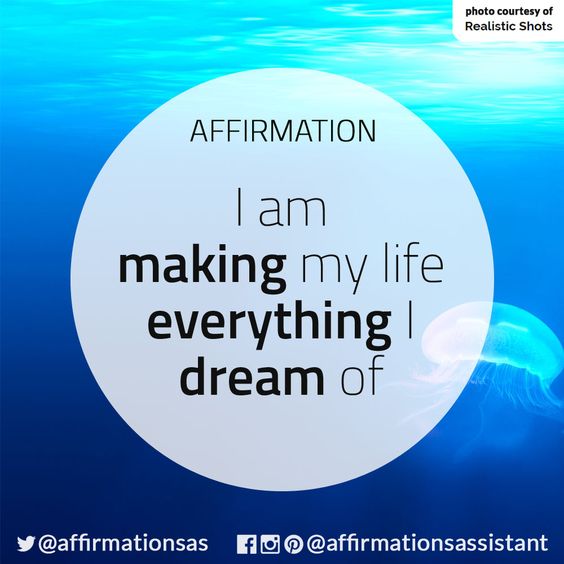 photo courtesy of
Realistic Shots
AFFIRMATION
I am
making my life
everything I
dream of
@affirmationsas
@affirmationsassistant